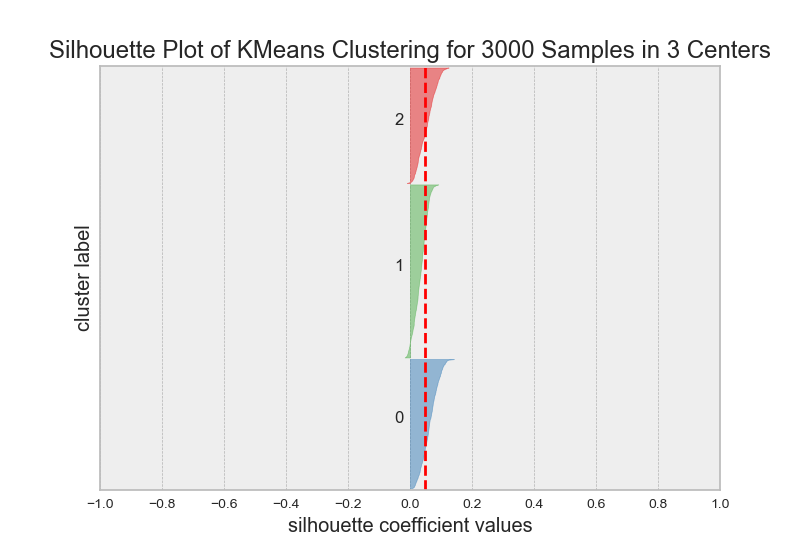 Silhouette Plot of KMeans Clustering for 3000 Samples in 3 Centers
cluster label
2
1
0
−1.0 −0.8 −0.6 −0.4 −0.2 0.0 0.2 0.4 0.6 0.8 1.0
silhouette coefficient values